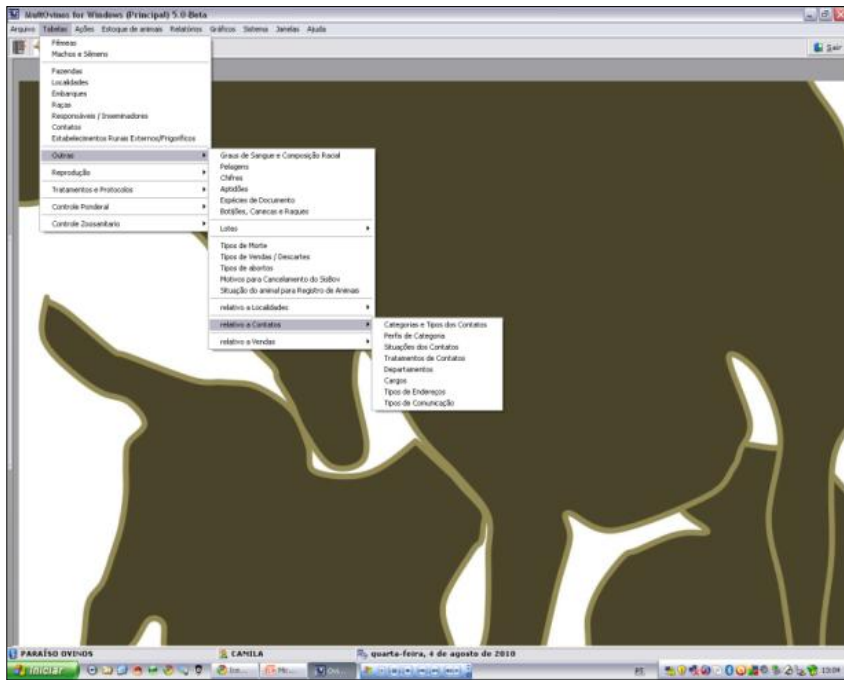 MultOvinos for Windows (Principal) 5.0-Beta
Arquivo Tabelas Ações Estoque de animais Relatórios Gráficos Sistema Janelas Ajuda
Sair
Fêmeas
Machos e Sêmens
Fazendas
Localidades
Embarques
Raças
Responsáveis / Inseminadores
Contatos
Estabelecimentos Rurais Externos/Frigoríficos
Outras
Reprodução
Tratamentos e Protocolos
Controle Ponderal
Controle Zoosanitario
Graus de Sangue e Composição Racial
Pelagens
Chifres
Aptidões
Espécies de Documento
Botijões, Canecas e Raques
Lotes
Tipos de Morte
Tipos de Vendas / Descartes
Tipos de abortos
Motivos para Cancelamento do SisBov
Situação do animal para Registro de Animais
relativo a Localidades
relativo a Contatos
relativo a Vendas
Categorias e Tipos dos Contatos
Perfis de Categoria
Situações dos Contatos
Tratamentos de Contatos
Departamentos
Cargos
Tipos de Endereços
Tipos de Comunicação
PARAÍSO OVINOS CAMILA quarta-feira, 4 de agosto de 2010
Iniciar PT 13:04